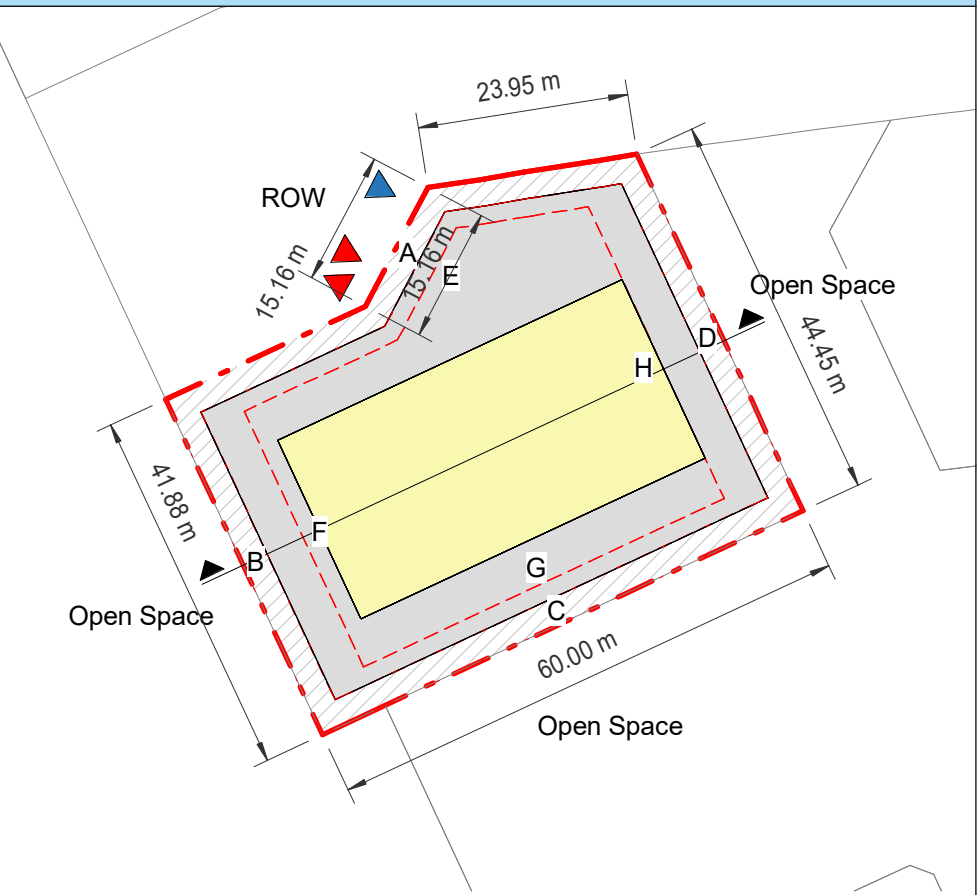 23.95 m
ROW
15.16 m
A
15.16 m
E
Open Space
D
44.45 m
H
41.88 m
F
B
G
C
Open Space
60.00 m
Open Space